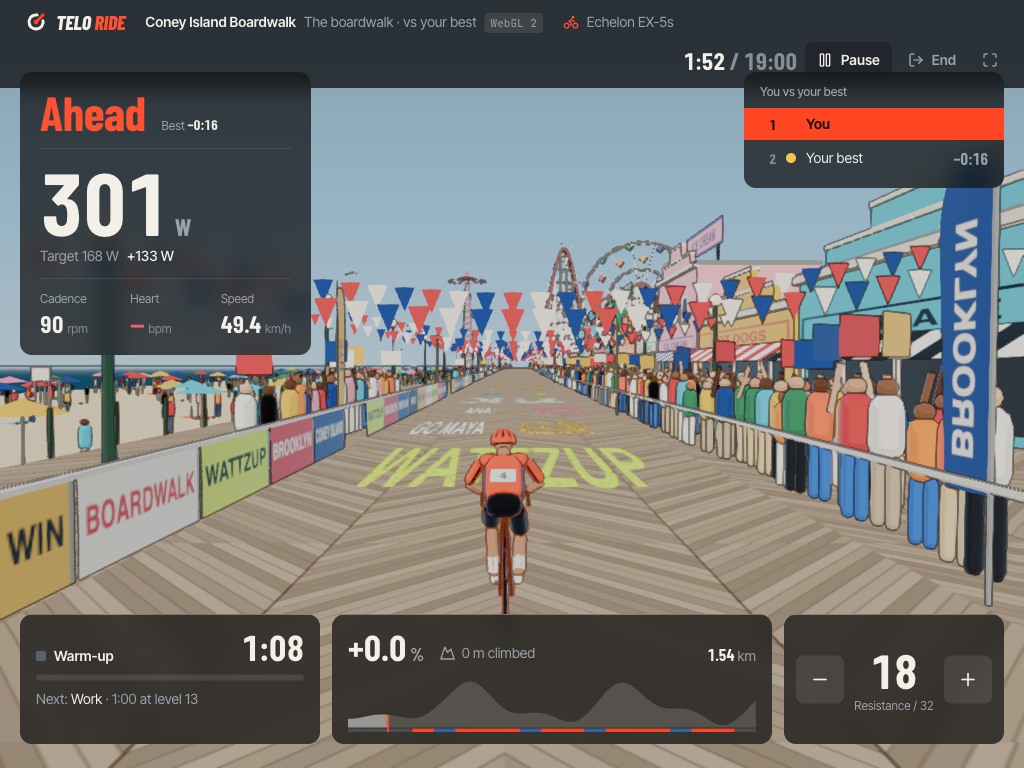 TELO RIDE Coney Island Boardwalk The boardwalk · vs your best WebGL 2 Echelon EX-5s
1:52 / 19:00 Pause End
Ahead Best −0:16
301 W
Target 168 W +133 W
Cadence Heart Speed
90 rpm — bpm 49.4 km/h
You vs your best
1 You
2 Your best −0:16
ICE CREAM
DOGS
BROOKLYN
WIN
BOARDWALK
WATTZUP
BROOKLYN
CONEY ISLAND
WATTZUP
GO MAYA
WATTZUP
4
Warm-up 1:08
Next: Work · 1:00 at level 13
+0.0 % 0 m climbed 1.54 km
− 18 +
Resistance / 32